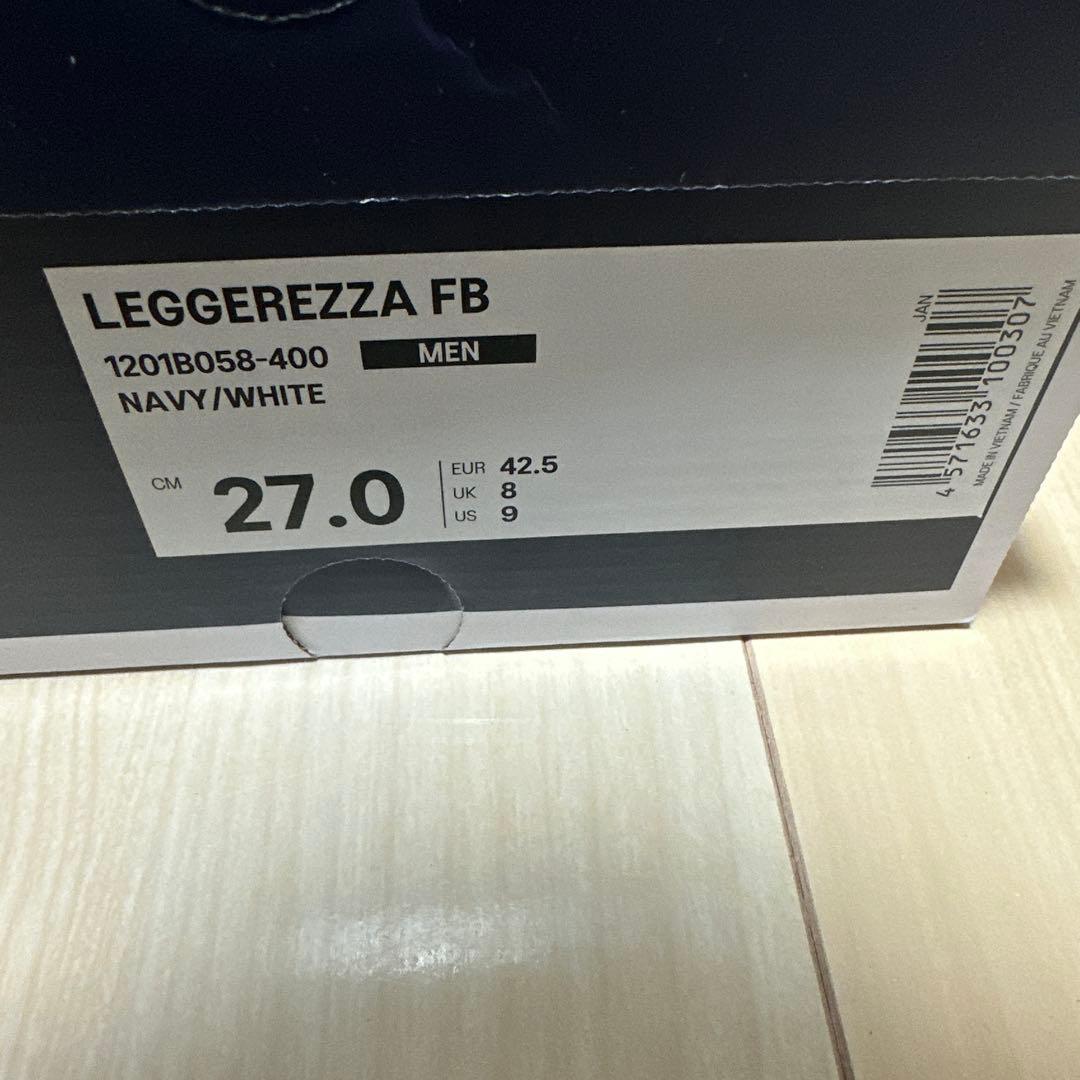 LEGGEREZZA FB
1201B058-400 MEN
NAVY/WHITE
CM 27.0
EUR 42.5
UK 8
US 9
JAN
4 571633 100307
MADE IN VIETNAM / FABRIQUE AU VIETNAM